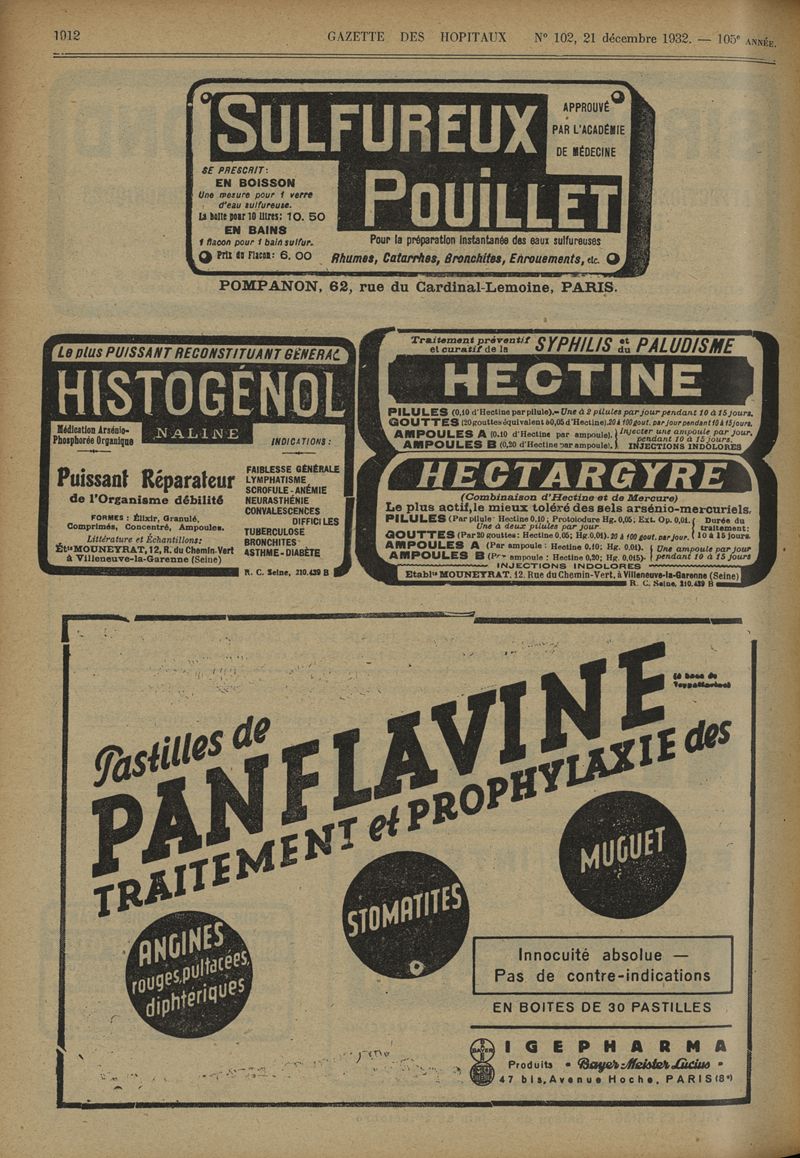 1912 GAZETTE DES HOPITAUX N° 102, 21 décembre 1932. — 105e ANNÉE.
SULFUREUX
POUILLET
APPROUVÉ
PAR L'ACADÉMIE
DE MÉDECINE
SE PRESCRIT:
EN BOISSON
Une mesure pour 1 verre
d'eau sulfureuse.
La boîte pour 10 litres: 10. 50
EN BAINS
1 flacon pour 1 bain sulfur.
Prix du Flacon: 6. 00
Pour la préparation instantanée des eaux sulfureuses
Rhumes, Catarrhes, Bronchites, Enrouements, etc.
POMPANON, 62, rue du Cardinal-Lemoine, PARIS.
Le plus PUISSANT RECONSTITUANT GÉNÉRAL
HISTOGÉNOL
NALINE
Médication Arsénio-
Phosphorée Organique
Puissant Réparateur
de l'Organisme débilité
FORMES: Élixir, Granulé,
Comprimés, Concentré, Ampoules.
Littérature et Échantillons:
Étts MOUNEYRAT, 12, R. du Chemin-Vert
à Villeneuve-la-Garenne (Seine)
INDICATIONS:
FAIBLESSE GÉNÉRALE
LYMPHATISME
SCROFULE - ANÉMIE
NEURASTHÉNIE
CONVALESCENCES
DIFFICILES
TUBERCULOSE
BRONCHITES
ASTHME - DIABÈTE
R. C. Seine, 210.439 B
Traitement préventif et curatif de la SYPHILIS et du PALUDISME
HECTINE
PILULES (0,10 d'Hectine par pilule).- Une à 2 pilules par jour pendant 10 à 15 jours.
GOUTTES (20 gouttes équivalent à 0,05 d'Hectine). 20 à 100 gout. par jour pendant 10 à 15 jours.
AMPOULES A (0,10 d'Hectine par ampoule).
AMPOULES B (0,20 d'Hectine par ampoule).
Injecter une ampoule par jour,
pendant 10 à 15 jours.
INJECTIONS INDOLORES
HECTARGYRE
(Combinaison d'Hectine et de Mercure)
Le plus actif, le mieux toléré des sels arsénio-mercuriels.
PILULES (Par pilule: Hectine 0,10; Protoiodure Hg. 0,05; Ext. Op. 0,01.
Une à deux pilules par jour.
GOUTTES (Par 20 gouttes: Hectine 0,05; Hg. 0,01). 20 à 100 gout. par jour.
Durée du
traitement:
10 à 15 jours.
AMPOULES A (Par ampoule: Hectine 0,10; Hg. 0,01).
AMPOULES B (Par ampoule: Hectine 0,20; Hg. 0,015).
Une ampoule par jour
pendant 10 à 15 jours
INJECTIONS INDOLORES
Étabts MOUNEYRAT, 12, Rue du Chemin-Vert, à Villeneuve-la-Garenne (Seine)
R. C. Seine, 210.439 B
Pastilles de
PANFLAVINE
TRAITEMENT et PROPHYLAXIE des
ANGINES
rouges, pultacées,
diphtériques
STOMATITES
MUGUET
Innocuité absolue —
Pas de contre-indications
EN BOITES DE 30 PASTILLES
BAYER
IGEPHARMA
Produits "Bayer-Meister Lucius"
47 bis, Avenue Hoche, PARIS (8e)